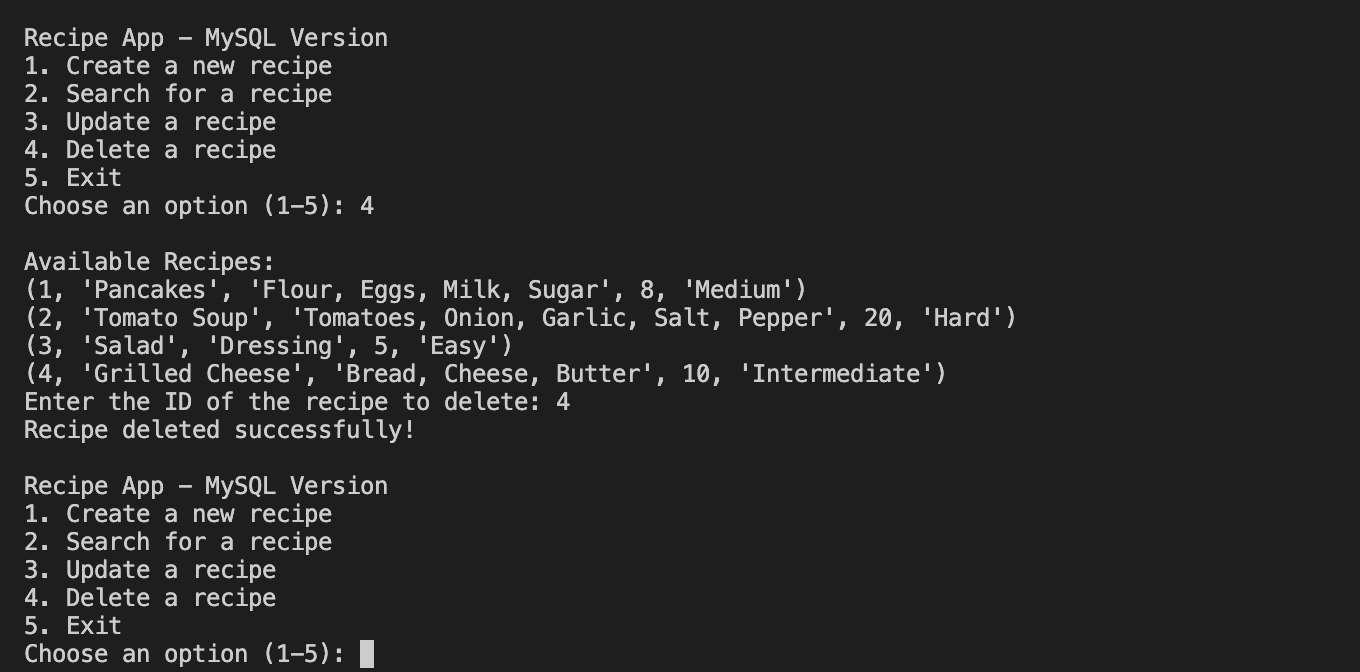 Recipe App – MySQL Version
1. Create a new recipe
2. Search for a recipe
3. Update a recipe
4. Delete a recipe
5. Exit
Choose an option (1–5): 4
Available Recipes:
(1, 'Pancakes', 'Flour, Eggs, Milk, Sugar', 8, 'Medium')
(2, 'Tomato Soup', 'Tomatoes, Onion, Garlic, Salt, Pepper', 20, 'Hard')
(3, 'Salad', 'Dressing', 5, 'Easy')
(4, 'Grilled Cheese', 'Bread, Cheese, Butter', 10, 'Intermediate')
Enter the ID of the recipe to delete: 4
Recipe deleted successfully!
Recipe App – MySQL Version
1. Create a new recipe
2. Search for a recipe
3. Update a recipe
4. Delete a recipe
5. Exit
Choose an option (1–5):